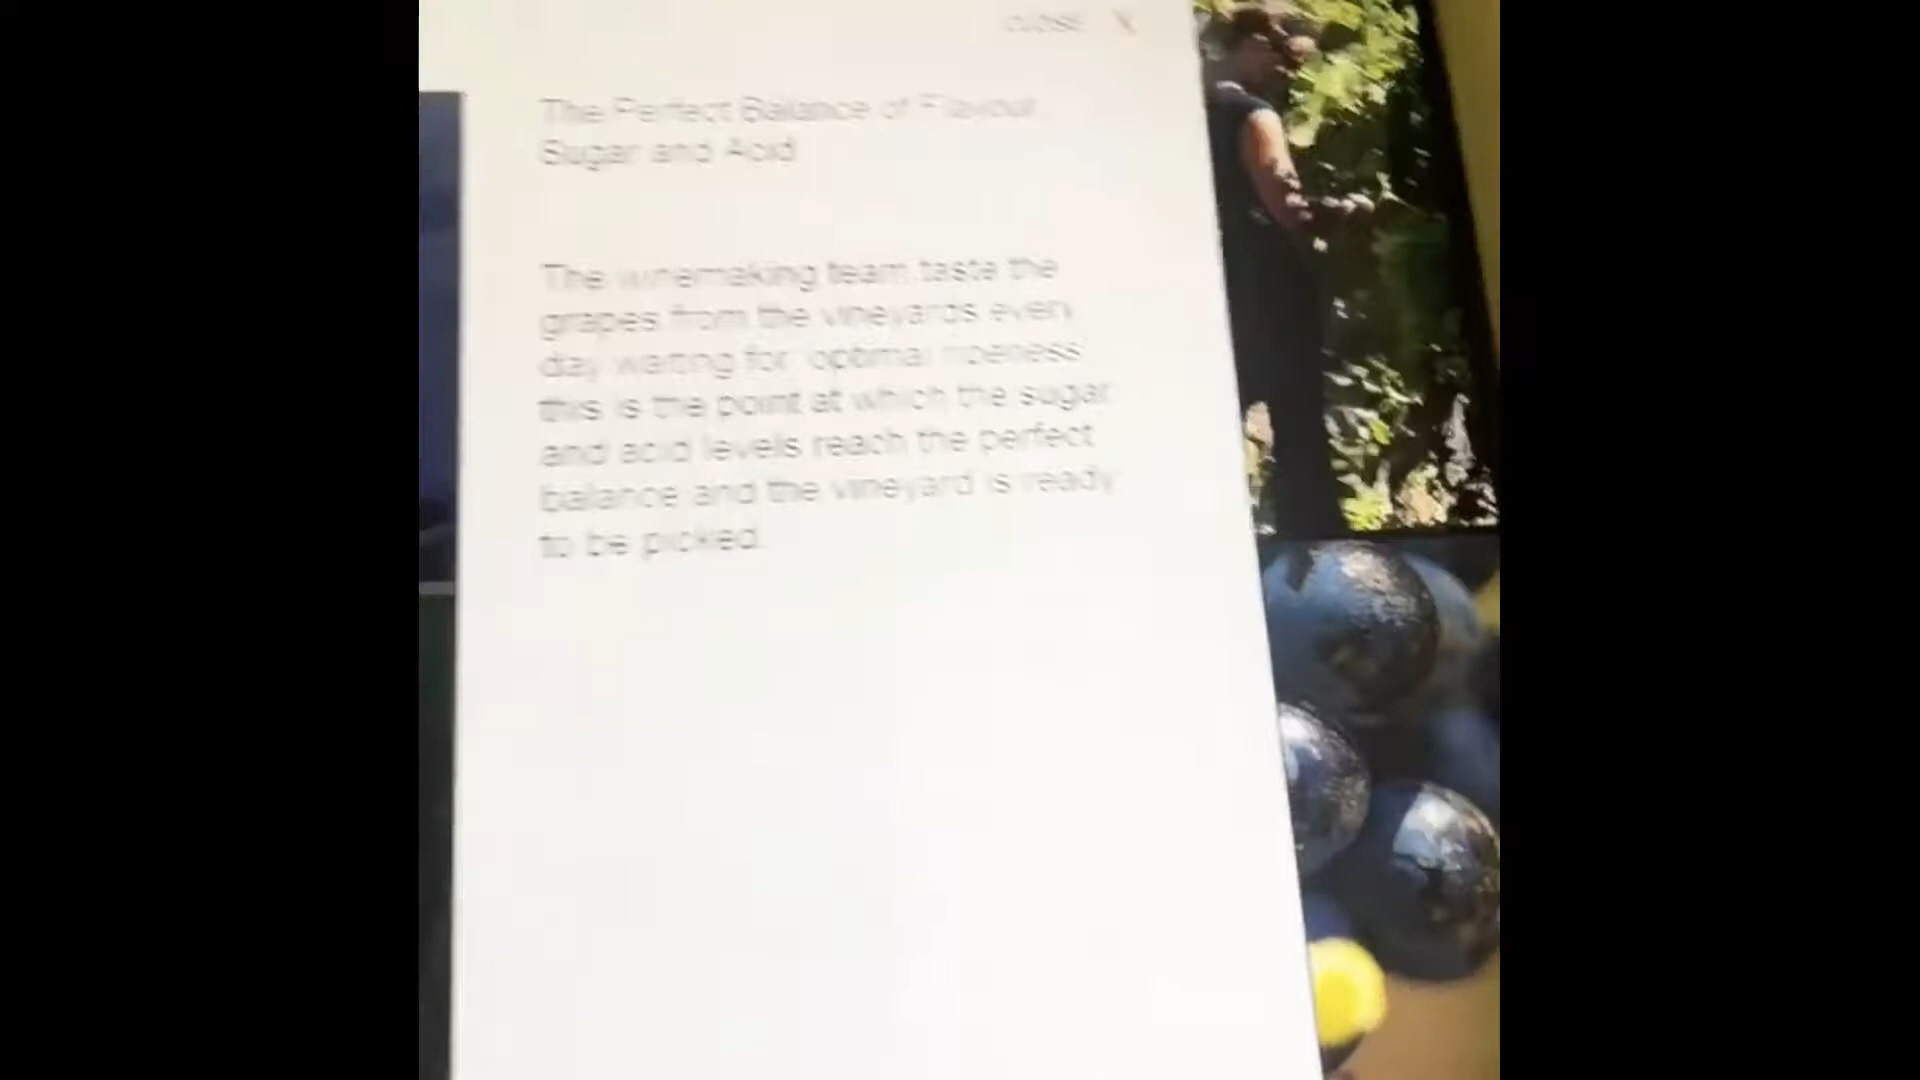 CLOSE X
The Perfect Balance of Flavour,
Sugar and Acid
The winemaking team taste the
grapes from the vineyards every
day waiting for 'optimal ripeness'
this is the point at which the sugar
and acid levels reach the perfect
balance and the vineyard is ready
to be picked.